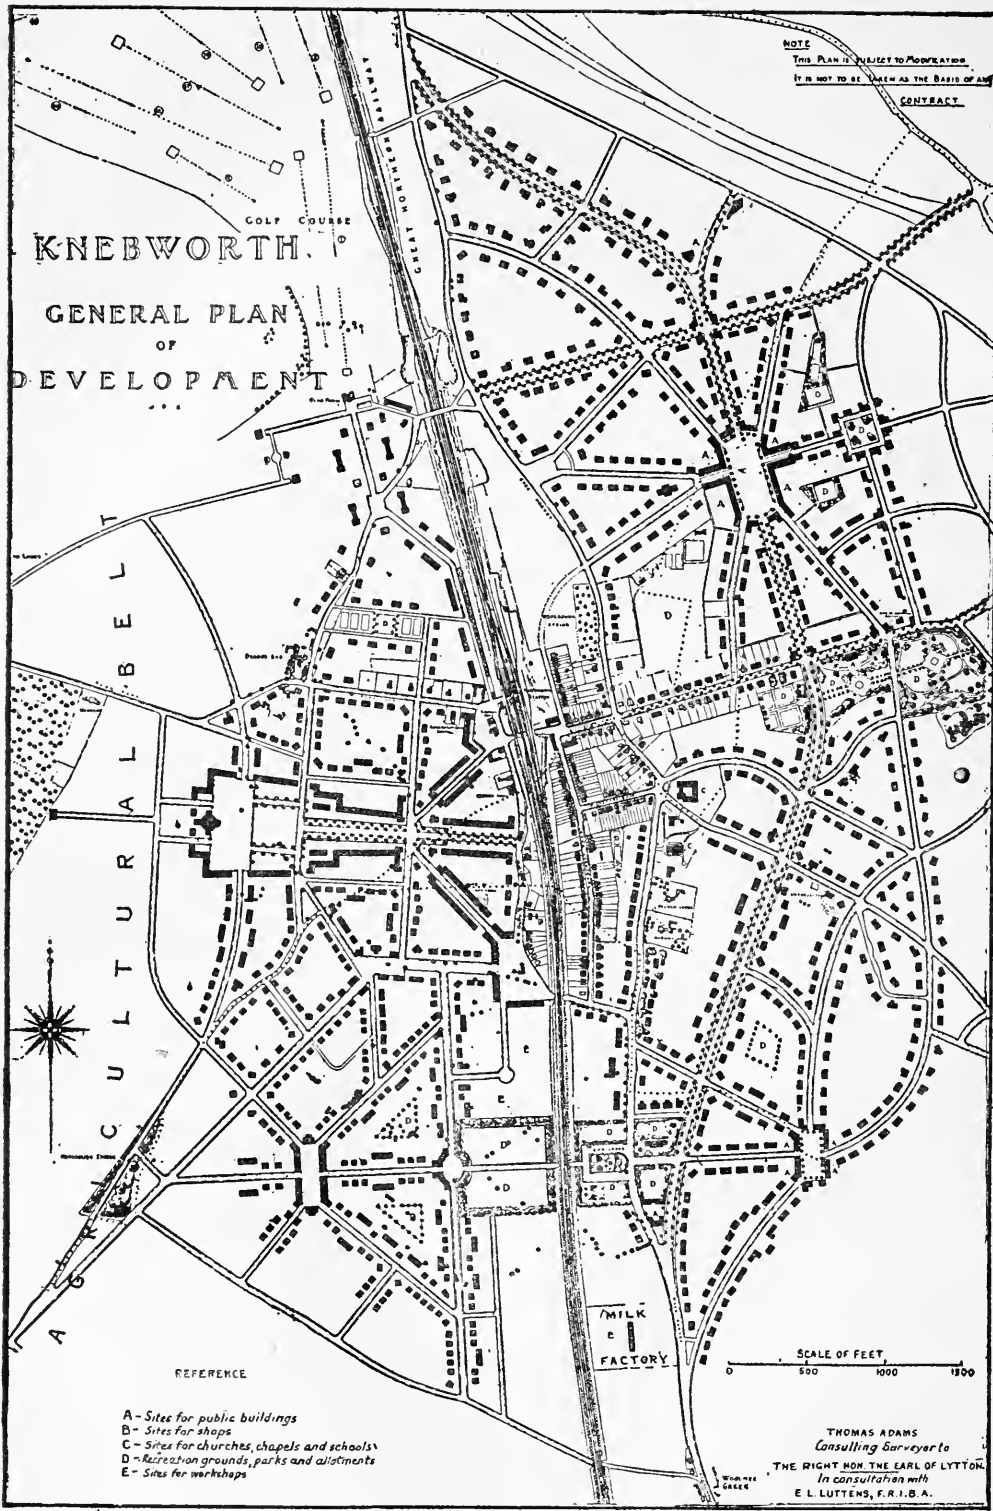 NOTE
THIS PLAN IS SUBJECT TO MODIFICATION
IT IS NOT TO BE TAKEN AS THE BASIS OF ANY
CONTRACT
GREAT NORTHERN RAILWAY
GOLF COURSE
KNEBWORTH.
GENERAL PLAN
OF
DEVELOPMENT
AGRICULTURAL BELT
A
A
A
A
A
D
D
D
D
D
D
D
C
D
D
D
D
D
D
D
D
D
E
E
MILK
E
FACTORY
SCALE OF FEET
0 500 1000 1500
REFERENCE
A - Sites for public buildings
B - Sites for shops
C - Sites for churches, chapels and schools
D - Recreation grounds, parks and allotments
E - Sites for workshops
WOOLMER
GREEN
THOMAS ADAMS
Consulting Surveyor to
THE RIGHT HON. THE EARL OF LYTTON
In consultation with
E. L. LUTTENS, F.R.I.B.A.